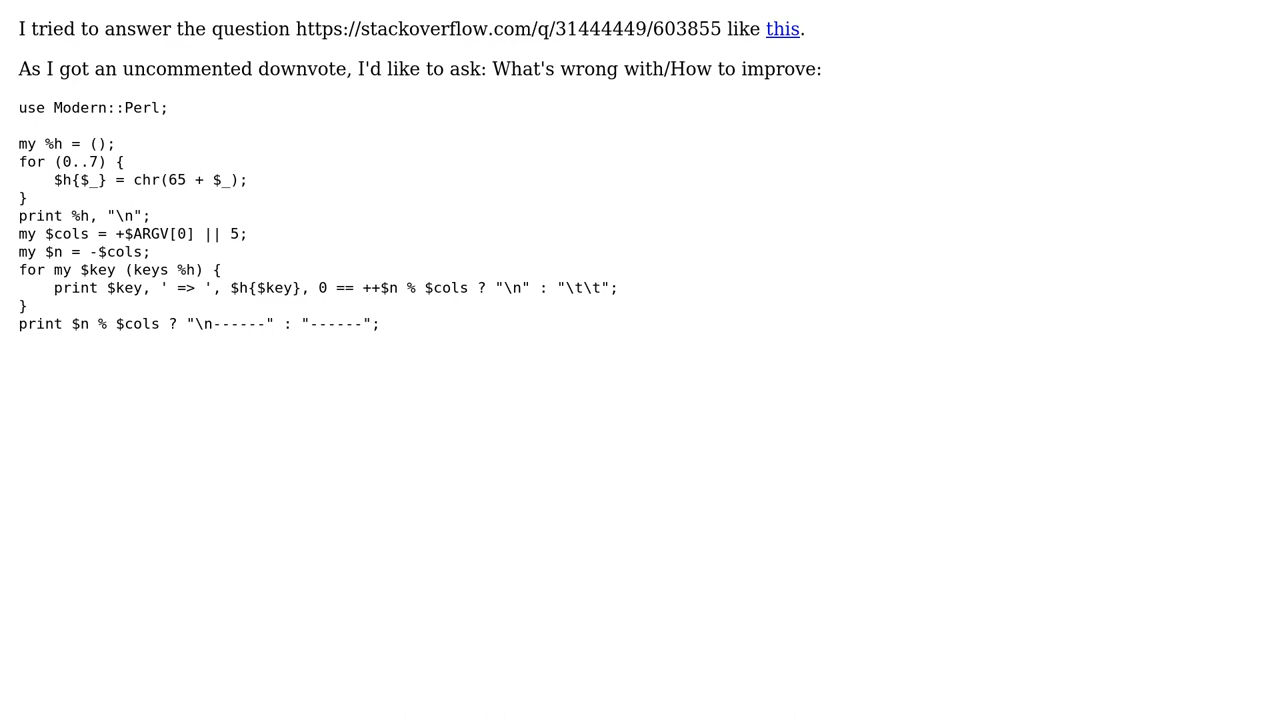 I tried to answer the question https://stackoverflow.com/q/31444449/603855 like this.
As I got an uncommented downvote, I'd like to ask: What's wrong with/How to improve:
use Modern::Perl;
my %h = ();
for (0..7) {
    $h{$_} = chr(65 + $_);
}
print %h, "\n";
my $cols = +$ARGV[0] || 5;
my $n = -$cols;
for my $key (keys %h) {
    print $key, ' => ', $h{$key}, 0 == ++$n % $cols ? "\n" : "\t\t";
}
print $n % $cols ? "\n------" : "------";